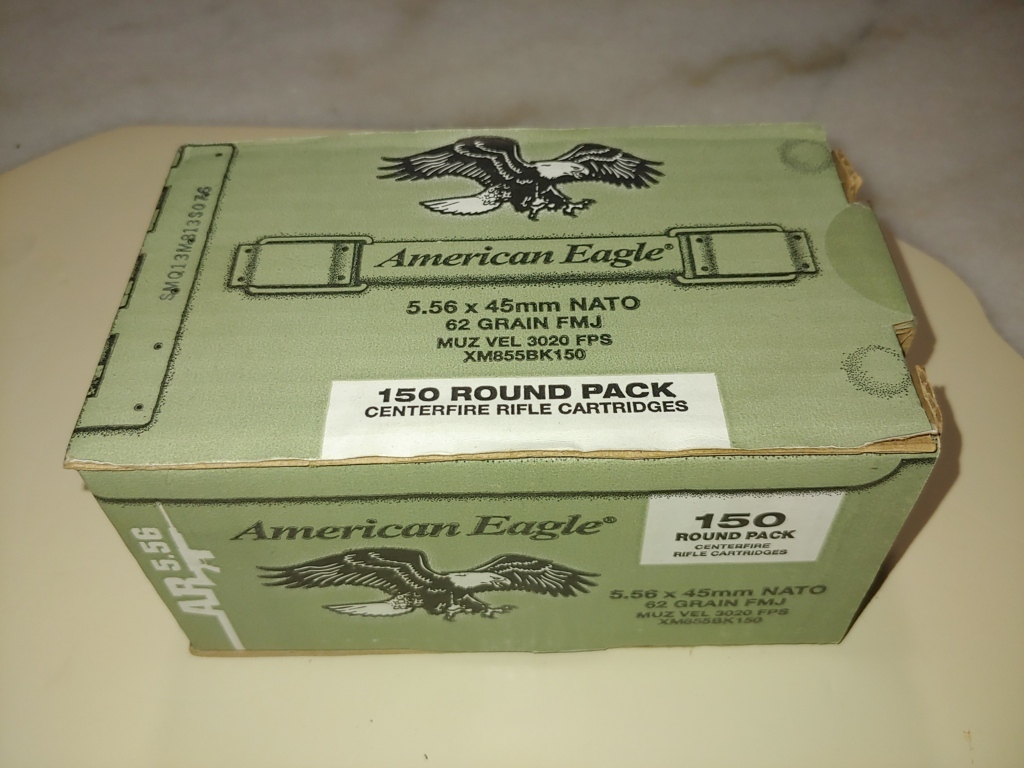 SMQ13M213S076
American Eagle®
5.56 x 45mm NATO
62 GRAIN FMJ
MUZ VEL 3020 FPS
XM855BK150
150 ROUND PACK
CENTERFIRE RIFLE CARTRIDGES
AR 5.56
American Eagle®
150
ROUND PACK
CENTERFIRE
RIFLE CARTRIDGES
5.56 x 45mm NATO
62 GRAIN FMJ
MUZ VEL 3020 FPS
XM855BK150